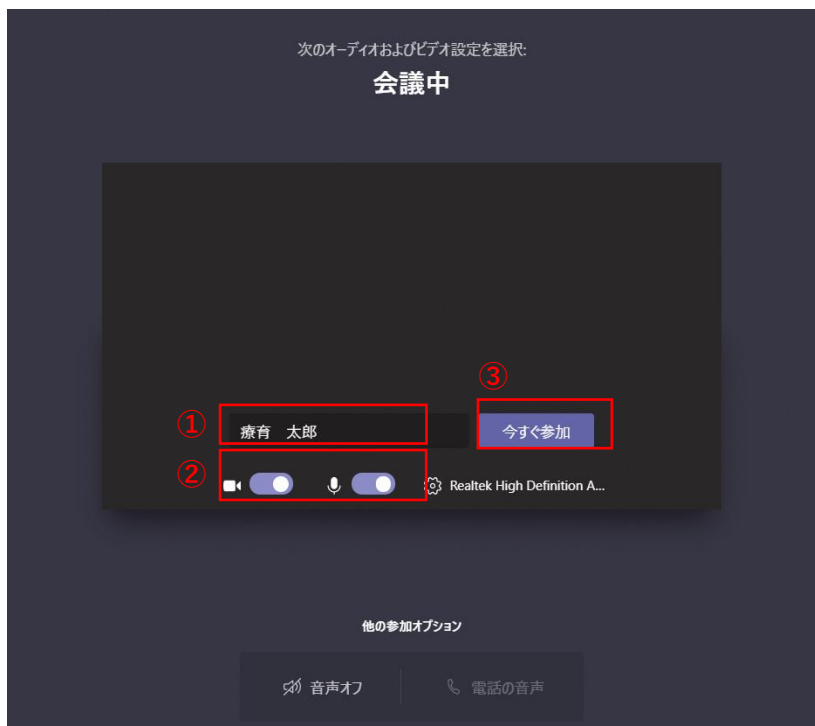 次のオーディオおよびビデオ設定を選択:
会議中
③
① 療育　太郎 今すぐ参加
② Realtek High Definition A...
他の参加オプション
音声オフ 電話の音声